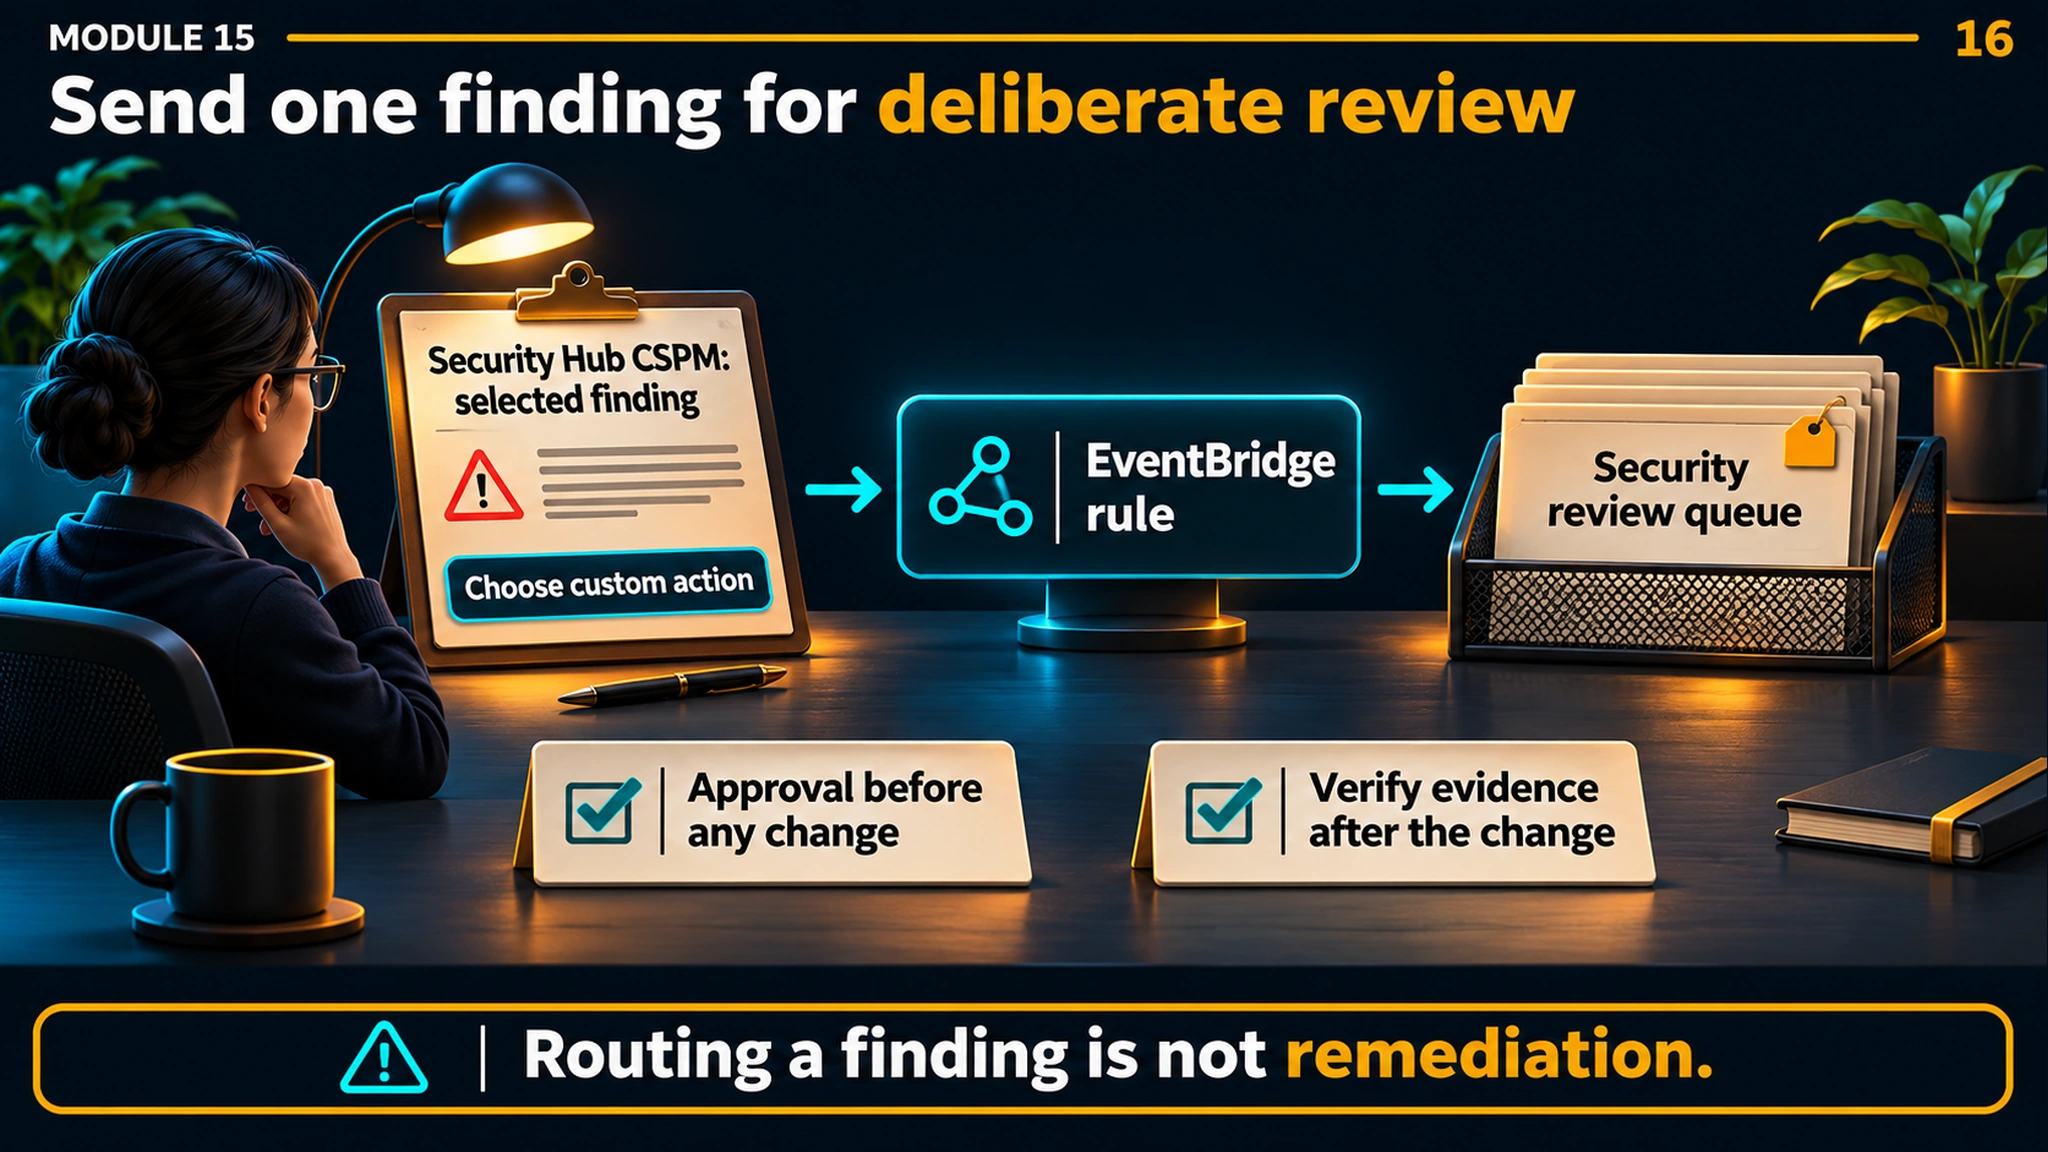 MODULE 15
16
Send one finding for deliberate review
Security Hub CSPM:
selected finding
Choose custom action
EventBridge
rule
Security
review queue
Approval before
any change
Verify evidence
after the change
Routing a finding is not remediation.